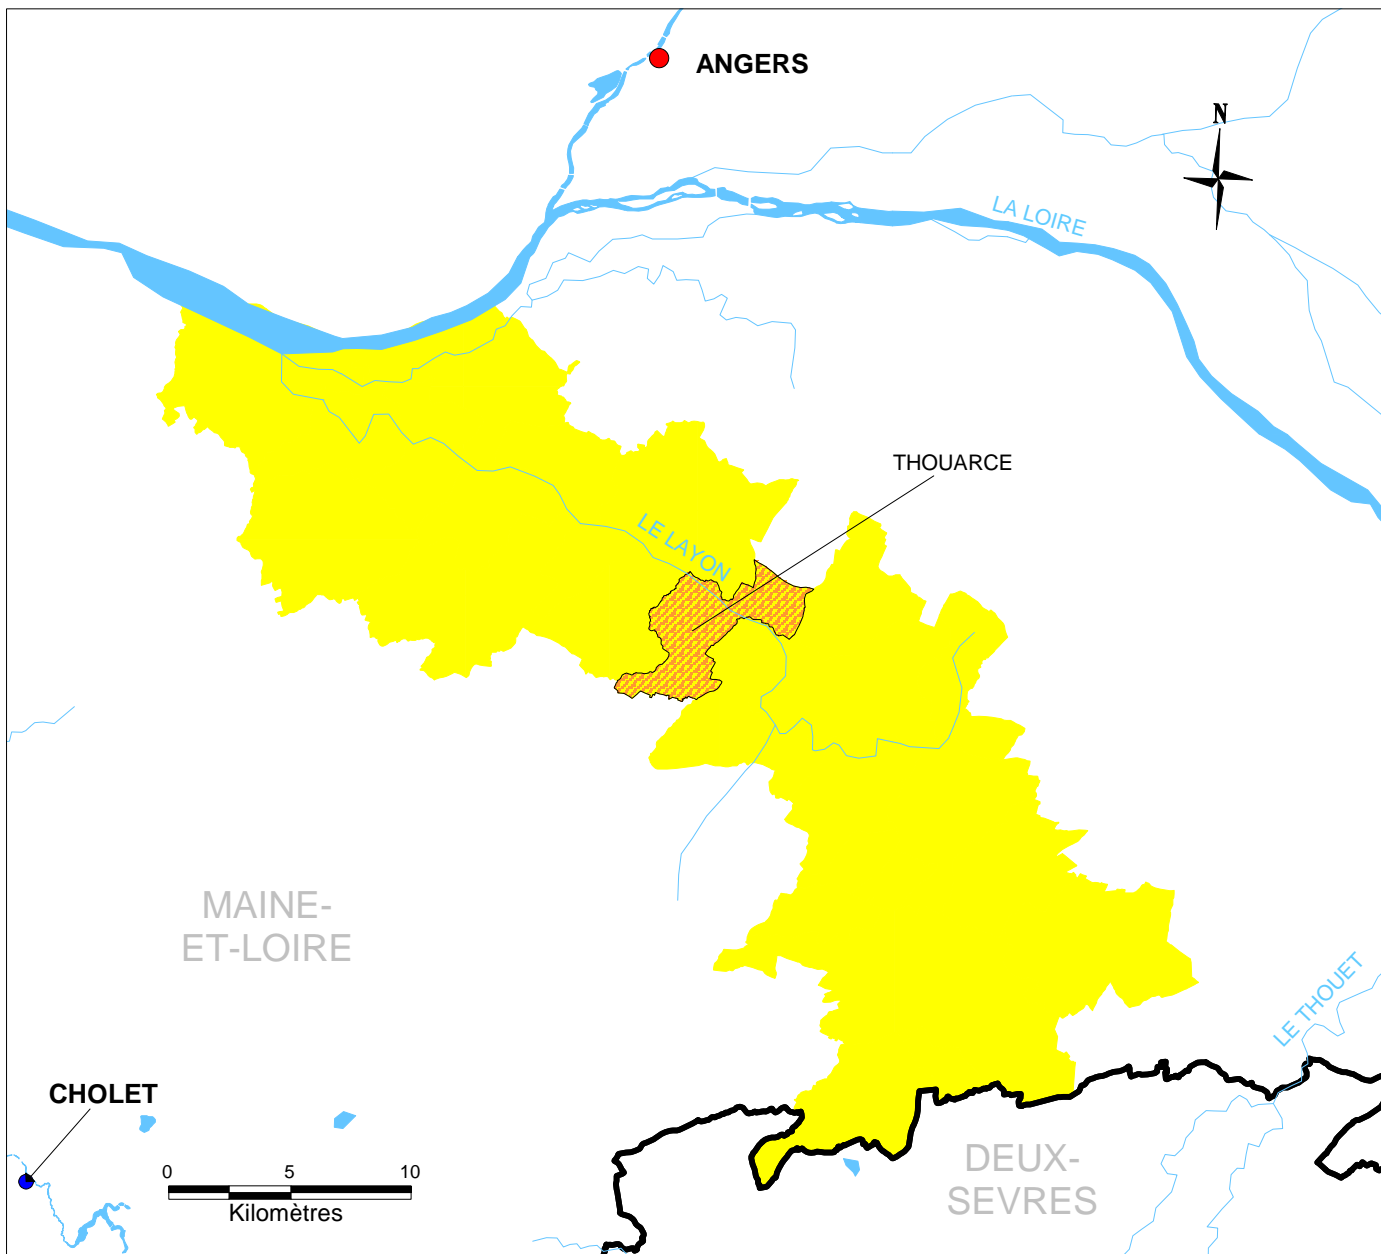 ANGERS
N
LA LOIRE
THOUARCE
LE LAYON
MAINE-
ET-LOIRE
LE THOUET
CHOLET
0 5 10
Kilomètres
DEUX-
SEVRES